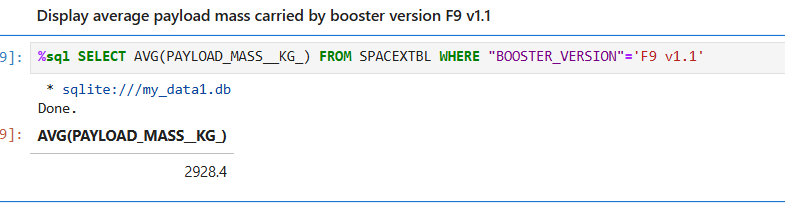 Display average payload mass carried by booster version F9 v1.1
9]: %sql SELECT AVG(PAYLOAD_MASS__KG_) FROM SPACEXTBL WHERE "BOOSTER_VERSION"='F9 v1.1'
* sqlite:///my_data1.db
Done.
9]: AVG(PAYLOAD_MASS__KG_)
2928.4